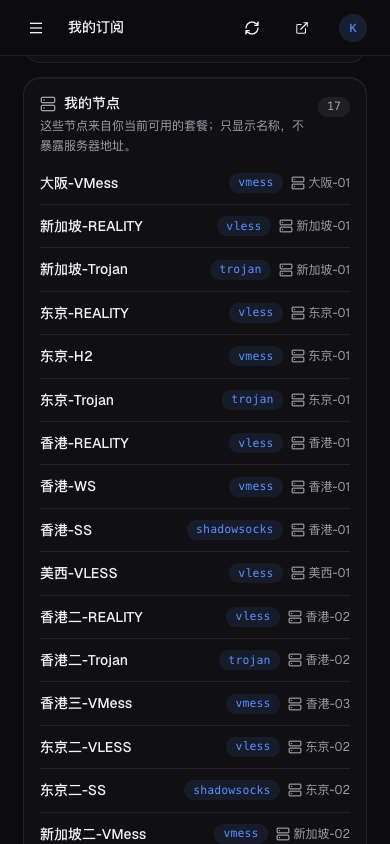 我的订阅
K
我的节点
17
这些节点来自你当前可用的套餐；只显示名称，不
暴露服务器地址。
大阪-VMess vmess 大阪-01
新加坡-REALITY vless 新加坡-01
新加坡-Trojan trojan 新加坡-01
东京-REALITY vless 东京-01
东京-H2 vmess 东京-01
东京-Trojan trojan 东京-01
香港-REALITY vless 香港-01
香港-WS vmess 香港-01
香港-SS shadowsocks 香港-01
美西-VLESS vless 美西-01
香港二-REALITY vless 香港-02
香港二-Trojan trojan 香港-02
香港三-VMess vmess 香港-03
东京二-VLESS vless 东京-02
东京二-SS shadowsocks 东京-02
新加坡二-VMess vmess 新加坡-02